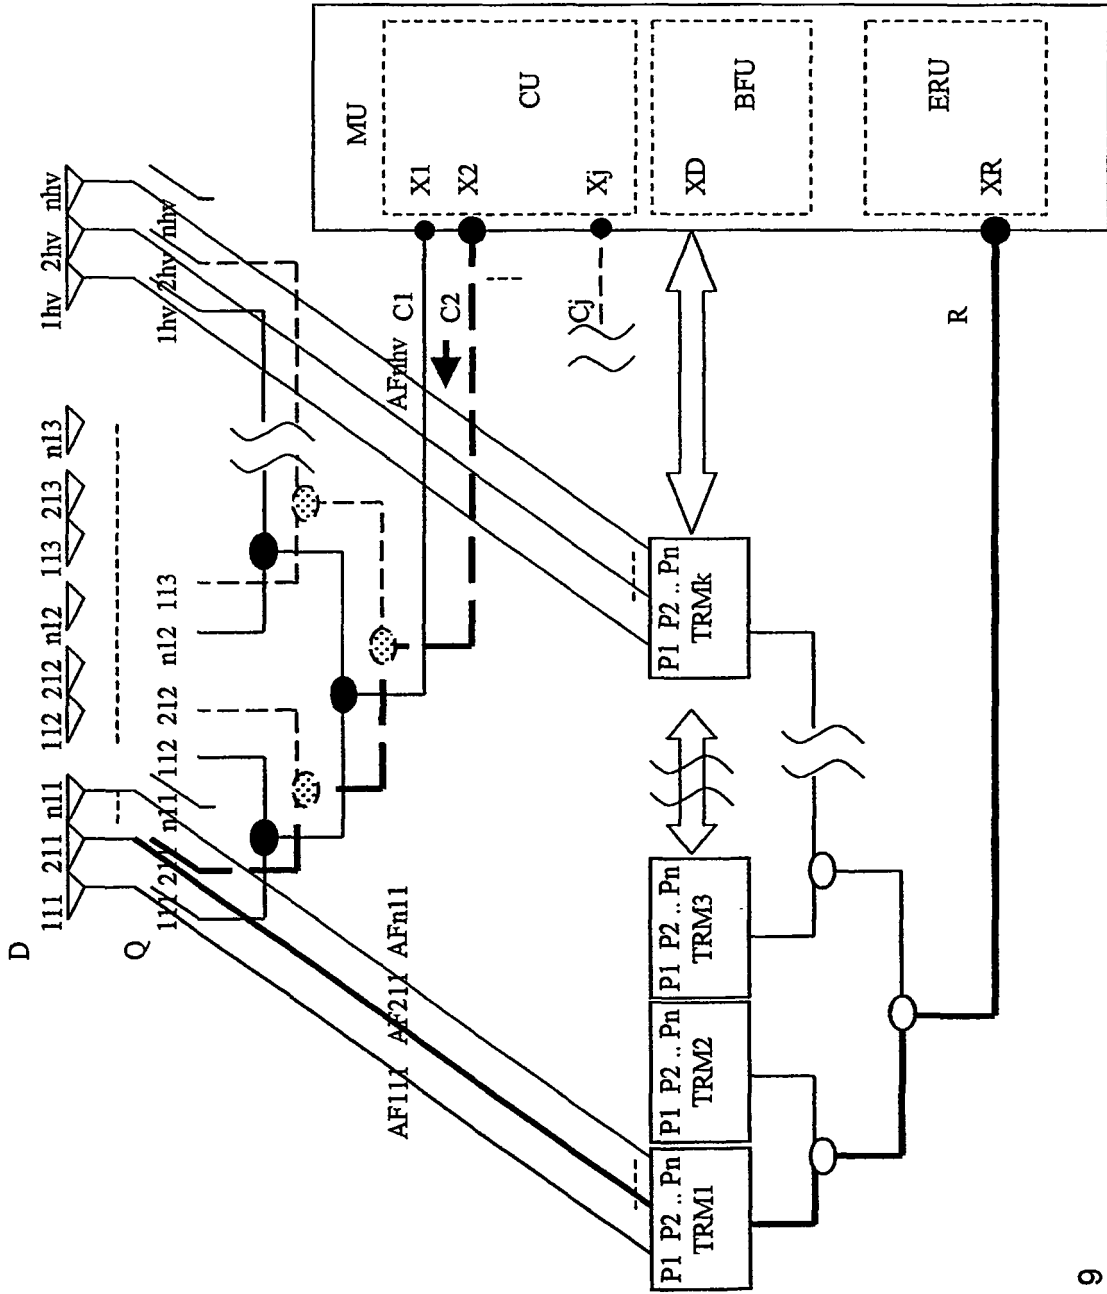 D
111 211 n11 112 212 n12 113 213 n13 1hv 2hv nhv
Q
111 211 n11 112 212 n12 113 1hv 2hv nhv
AF111 AF211 AFn11 AFnhv C1
C2
Cj
MU
CU
X1
X2
Xj
BFU
XD
ERU
XR
P1 P2 .. Pn
TRM1
P1 P2 .. Pn
TRM2
P1 P2 .. Pn
TRM3
P1 P2 .. Pn
TRMk
R
9